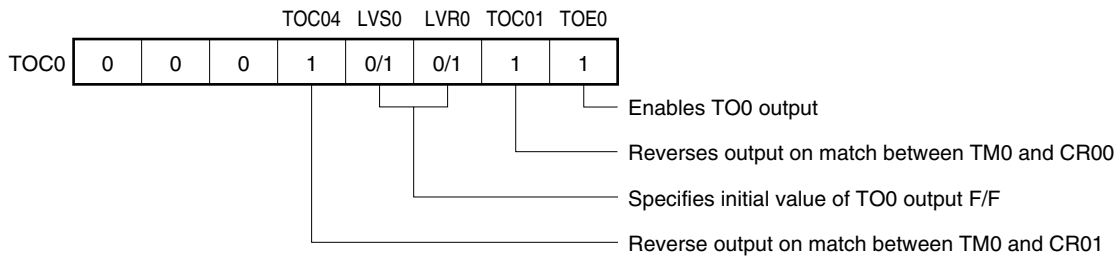 TOC04 LVS0 LVR0 TOC01 TOE0
TOC0 0 0 0 1 0/1 0/1 1 1
Enables TO0 output
Reverses output on match between TM0 and CR00
Specifies initial value of TO0 output F/F
Reverse output on match between TM0 and CR01